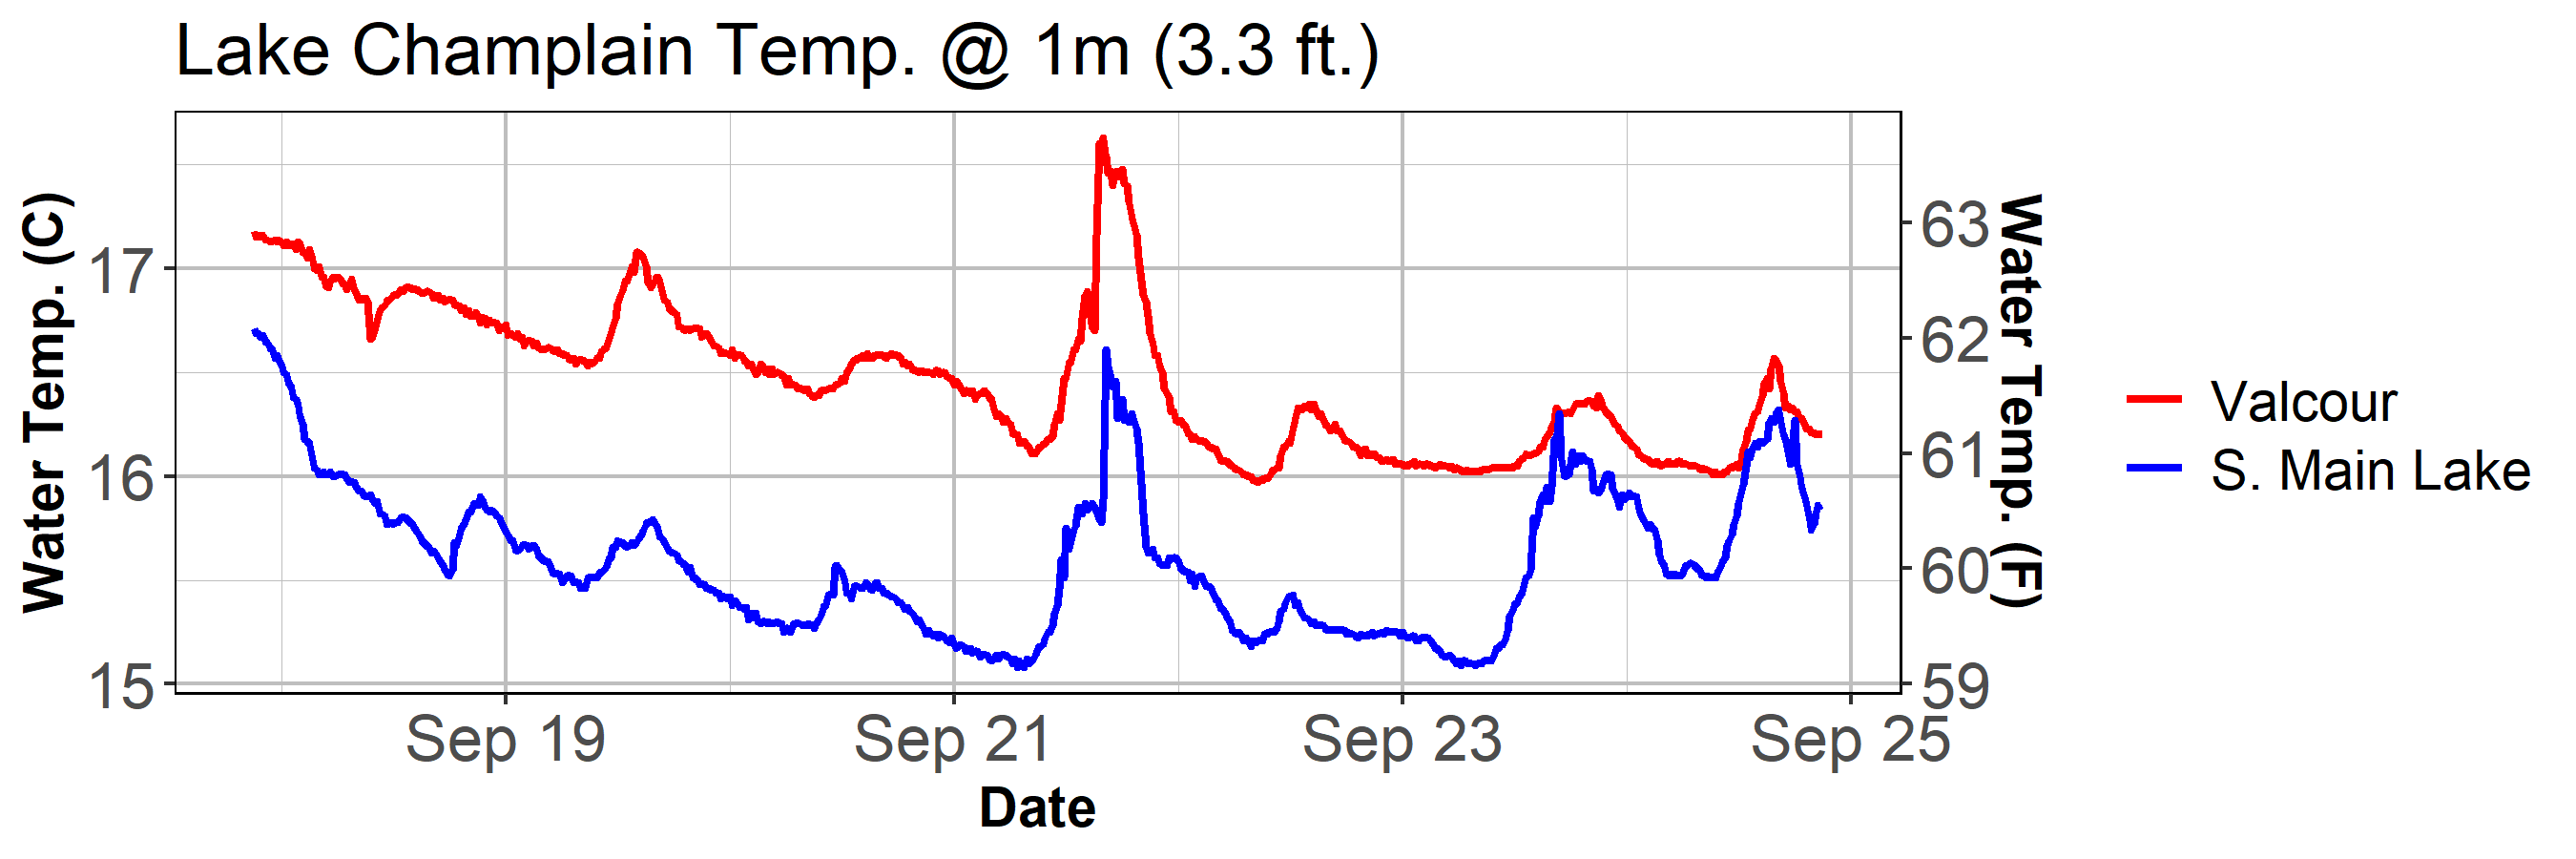 Lake Champlain Temp. @ 1m (3.3 ft.)
Water Temp. (C)
17
16
15
63
62
61
60
59
Water Temp. (F)
Sep 19
Sep 21
Sep 23
Sep 25
Date
Valcour
S. Main Lake